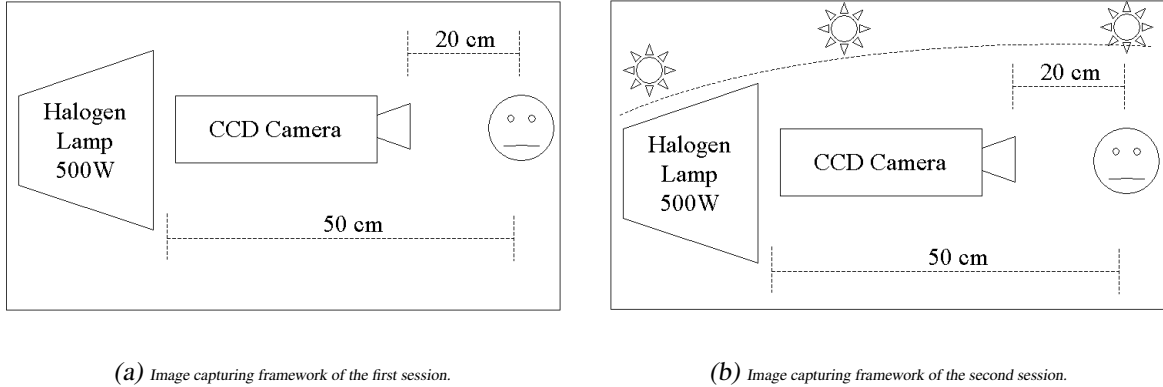 20 cm
Halogen
Lamp
500W
CCD Camera
50 cm
(a) Image capturing framework of the first session.
20 cm
Halogen
Lamp
500W
CCD Camera
50 cm
(b) Image capturing framework of the second session.